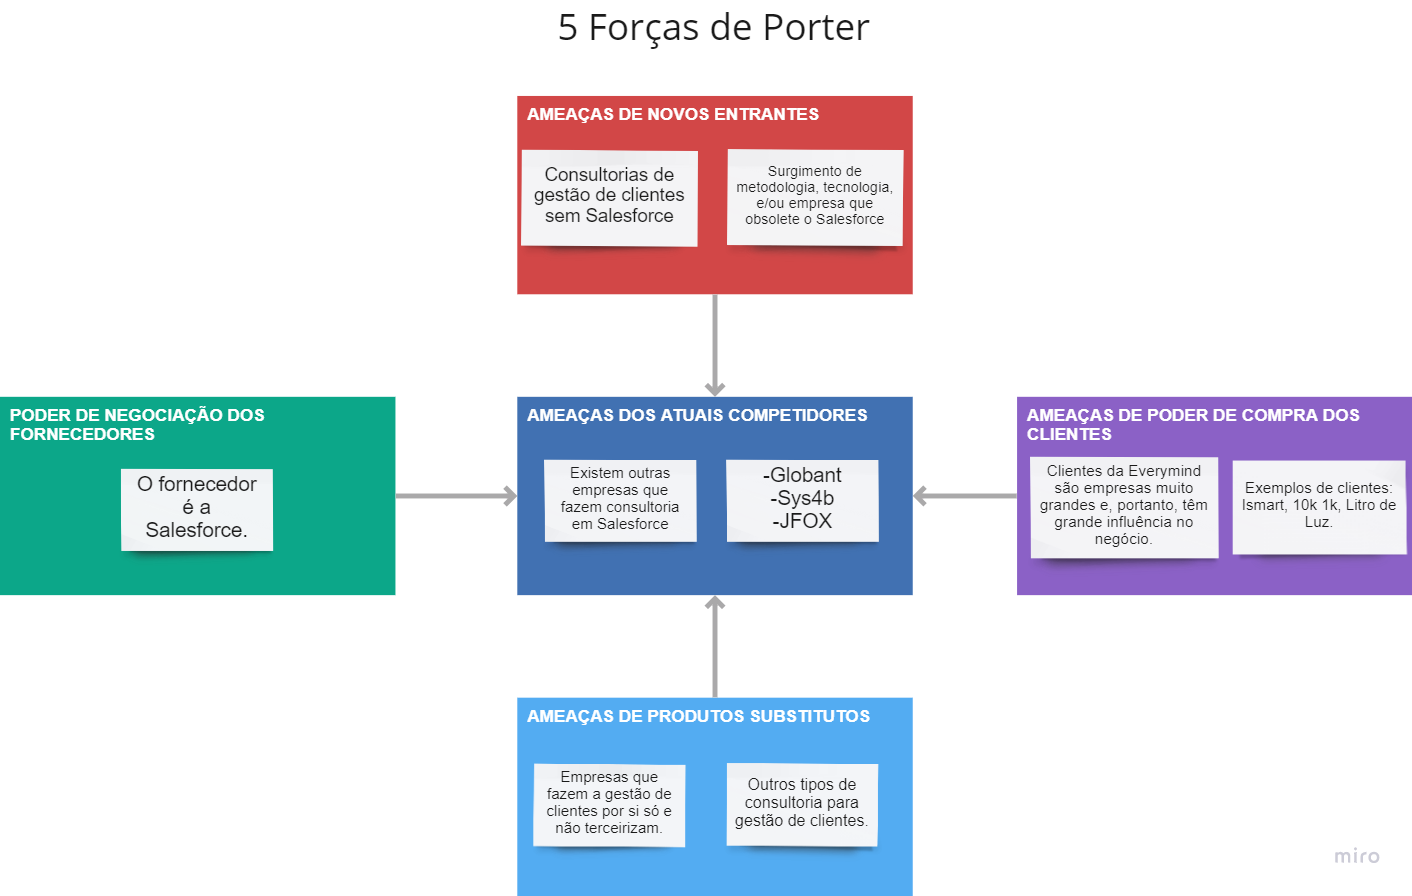 5 Forças de Porter
AMEAÇAS DE NOVOS ENTRANTES
Consultorias de
gestão de clientes
sem Salesforce
Surgimento de
metodologia, tecnologia,
e/ou empresa que
obsolete o Salesforce
PODER DE NEGOCIAÇÃO DOS
FORNECEDORES
O fornecedor
é a
Salesforce.
AMEAÇAS DOS ATUAIS COMPETIDORES
Existem outras
empresas que
fazem consultoria
em Salesforce
-Globant
-Sys4b
-JFOX
AMEAÇAS DE PODER DE COMPRA DOS
CLIENTES
Clientes da Everymind
são empresas muito
grandes e, portanto, têm
grande influência no
negócio.
Exemplos de clientes:
Ismart, 10k 1k, Litro de
Luz.
AMEAÇAS DE PRODUTOS SUBSTITUTOS
Empresas que
fazem a gestão de
clientes por si só e
não terceirizam.
Outros tipos de
consultoria para
gestão de clientes.
miro